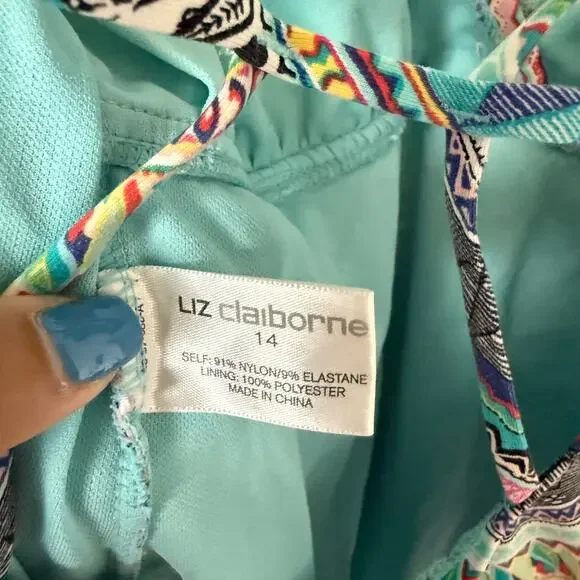 LIZ claiborne
14
SELF: 91% NYLON/9% ELASTANE
LINING: 100% POLYESTER
MADE IN CHINA